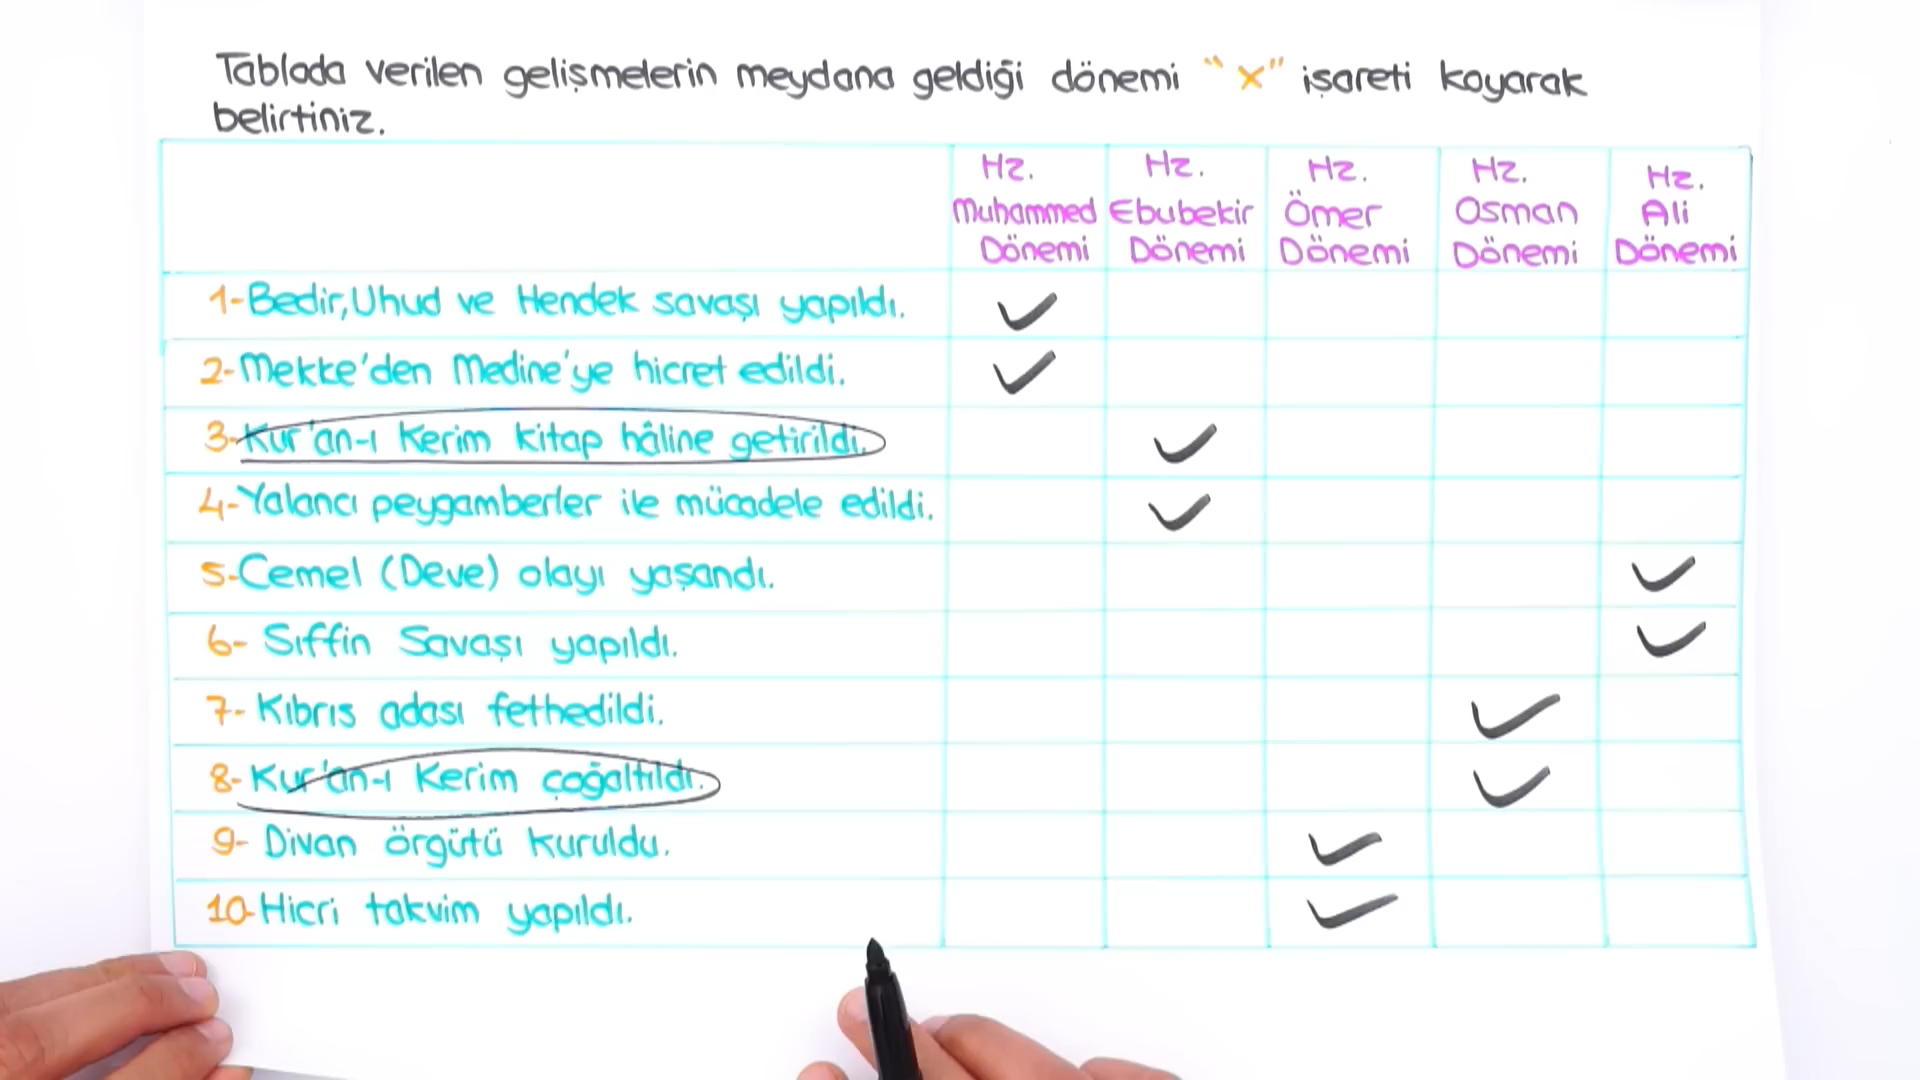 Tabloda verilen gelişmelerin meydana geldiği dönemi "x" işareti koyarak
belirtiniz.
Hz. Muhammed Dönemi
Hz. Ebubekir Dönemi
Hz. Ömer Dönemi
Hz. Osman Dönemi
Hz. Ali Dönemi
1-Bedir, Uhud ve Hendek savaşı yapıldı.
2-Mekke'den Medine'ye hicret edildi.
3-Kur'an-ı Kerim kitap hâline getirildi.
4-Yalancı peygamberler ile mücadele edildi.
5-Cemel (Deve) olayı yaşandı.
6- Sıffin Savaşı yapıldı.
7- Kıbrıs adası fethedildi.
8- Kur'an-ı Kerim çoğaltıldı.
9- Divan örgütü kuruldu.
10-Hicri takvim yapıldı.